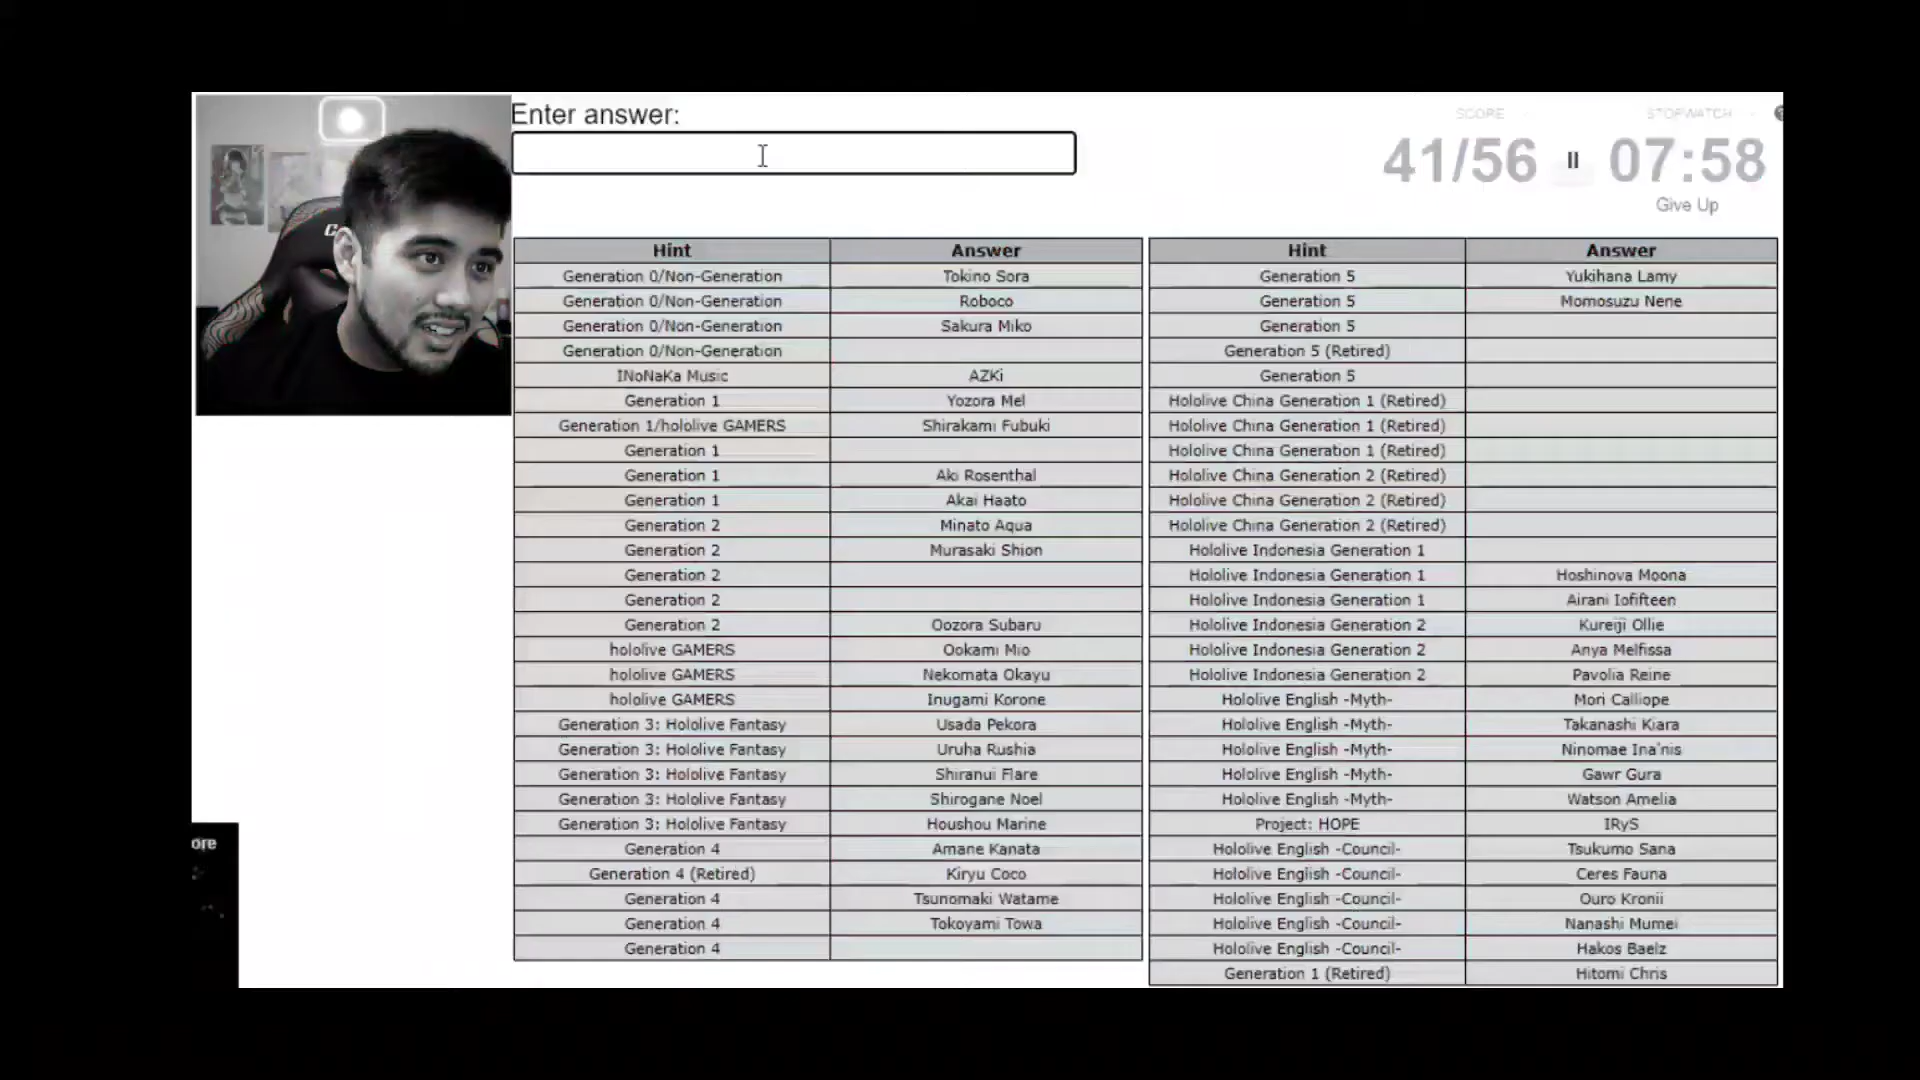 Enter answer:
SCORE
STOPWATCH
41/56
07:58
Give Up
Hint Answer
Generation 0/Non-Generation Tokino Sora
Generation 0/Non-Generation Roboco
Generation 0/Non-Generation Sakura Miko
Generation 0/Non-Generation
INoNaKa Music AZKi
Generation 1 Yozora Mel
Generation 1/hololive GAMERS Shirakami Fubuki
Generation 1
Generation 1 Aki Rosenthal
Generation 1 Akai Haato
Generation 2 Minato Aqua
Generation 2 Murasaki Shion
Generation 2
Generation 2
Generation 2 Oozora Subaru
hololive GAMERS Ookami Mio
hololive GAMERS Nekomata Okayu
hololive GAMERS Inugami Korone
Generation 3: Hololive Fantasy Usada Pekora
Generation 3: Hololive Fantasy Uruha Rushia
Generation 3: Hololive Fantasy Shiranui Flare
Generation 3: Hololive Fantasy Shirogane Noel
Generation 3: Hololive Fantasy Houshou Marine
Generation 4 Amane Kanata
Generation 4 (Retired) Kiryu Coco
Generation 4 Tsunomaki Watame
Generation 4 Tokoyami Towa
Generation 4
Hint Answer
Generation 5 Yukihana Lamy
Generation 5 Momosuzu Nene
Generation 5
Generation 5 (Retired)
Generation 5
Hololive China Generation 1 (Retired)
Hololive China Generation 1 (Retired)
Hololive China Generation 1 (Retired)
Hololive China Generation 2 (Retired)
Hololive China Generation 2 (Retired)
Hololive China Generation 2 (Retired)
Hololive Indonesia Generation 1
Hololive Indonesia Generation 1 Hoshinova Moona
Hololive Indonesia Generation 1 Airani Iofifteen
Hololive Indonesia Generation 2 Kureiji Ollie
Hololive Indonesia Generation 2 Anya Melfissa
Hololive Indonesia Generation 2 Pavolia Reine
Hololive English -Myth- Mori Calliope
Hololive English -Myth- Takanashi Kiara
Hololive English -Myth- Ninomae Ina'nis
Hololive English -Myth- Gawr Gura
Hololive English -Myth- Watson Amelia
Project: HOPE IRyS
Hololive English -Council- Tsukumo Sana
Hololive English -Council- Ceres Fauna
Hololive English -Council- Ouro Kronii
Hololive English -Council- Nanashi Mumei
Hololive English -Council- Hakos Baelz
Generation 1 (Retired) Hitomi Chris
ore